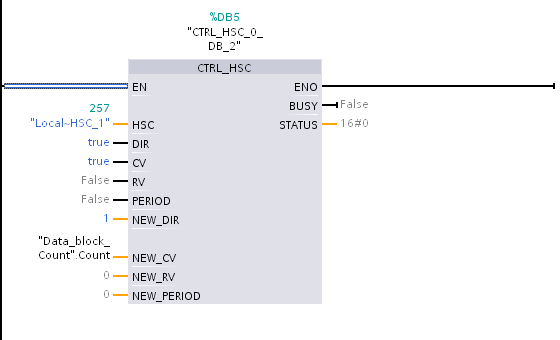 %DB5
"CTRL_HSC_0_
DB_2"
CTRL_HSC
EN
ENO
BUSY
False
257
"Local~HSC_1"
HSC
STATUS
16#0
true
DIR
true
CV
False
RV
False
PERIOD
1
NEW_DIR
"Data_block_
Count".Count
NEW_CV
0
NEW_RV
0
NEW_PERIOD